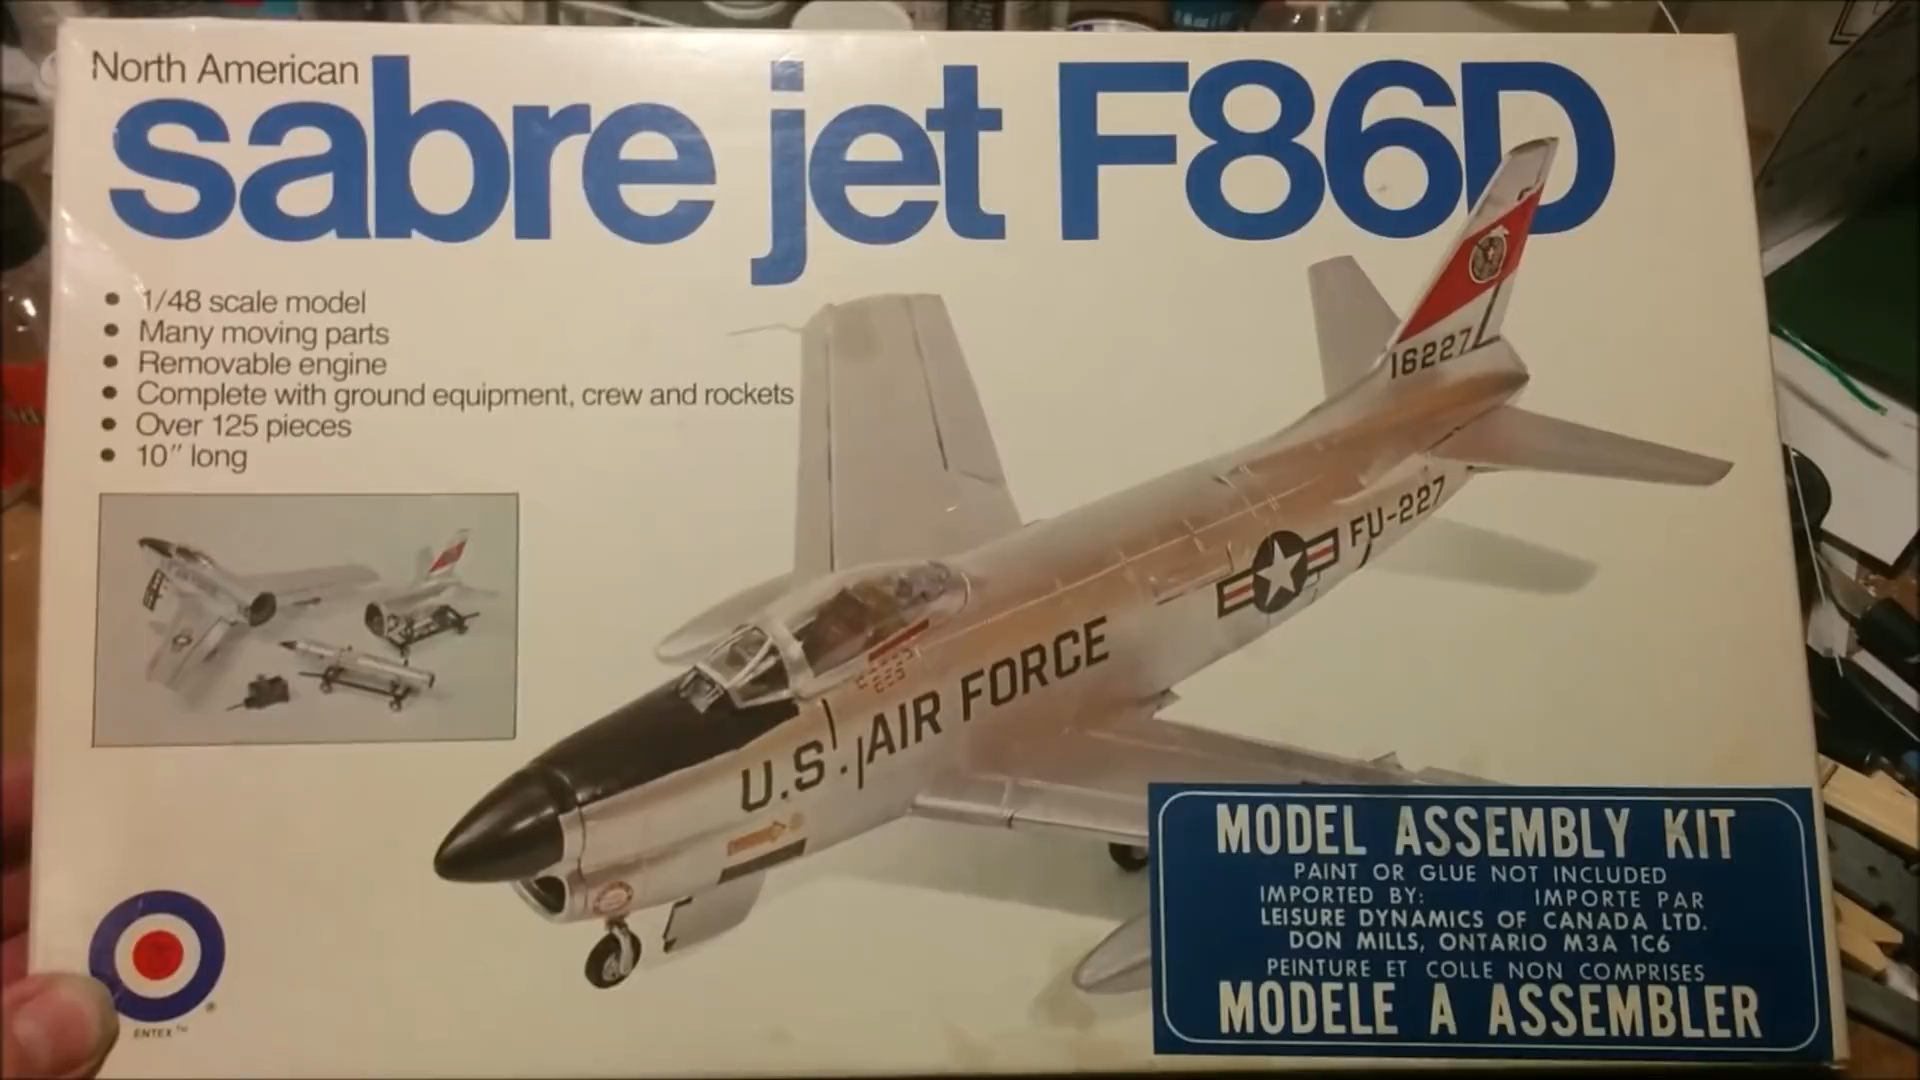 North American
sabre jet F86D
• 1/48 scale model
• Many moving parts
• Removable engine
• Complete with ground equipment, crew and rockets
• Over 125 pieces
• 10" long
16227
FU-227
U.S. AIR FORCE
MODEL ASSEMBLY KIT
PAINT OR GLUE NOT INCLUDED
IMPORTED BY: IMPORTE PAR
LEISURE DYNAMICS OF CANADA LTD.
DON MILLS, ONTARIO M3A 1C6
PEINTURE ET COLLE NON COMPRISES
MODELE A ASSEMBLER
®
ENTEX™